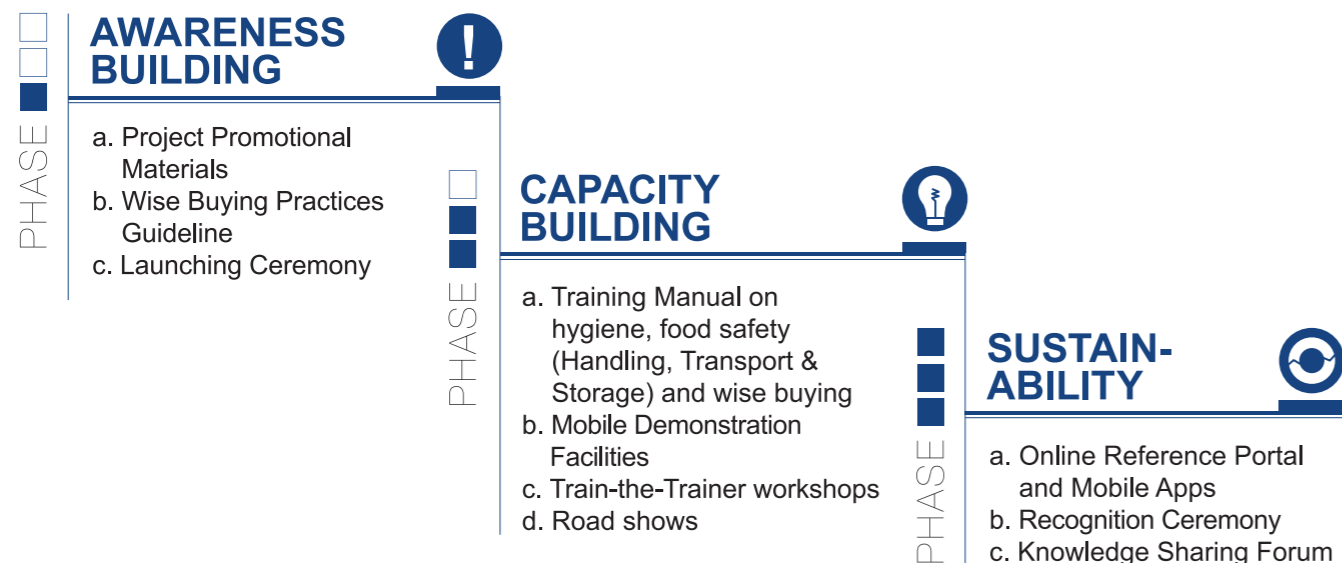 PHASE
AWARENESS
BUILDING
a. Project Promotional
Materials
b. Wise Buying Practices
Guideline
c. Launching Ceremony
PHASE
CAPACITY
BUILDING
a. Training Manual on
hygiene, food safety
(Handling, Transport &
Storage) and wise buying
b. Mobile Demonstration
Facilities
c. Train-the-Trainer workshops
d. Road shows
PHASE
SUSTAIN-
ABILITY
a. Online Reference Portal
and Mobile Apps
b. Recognition Ceremony
c. Knowledge Sharing Forum